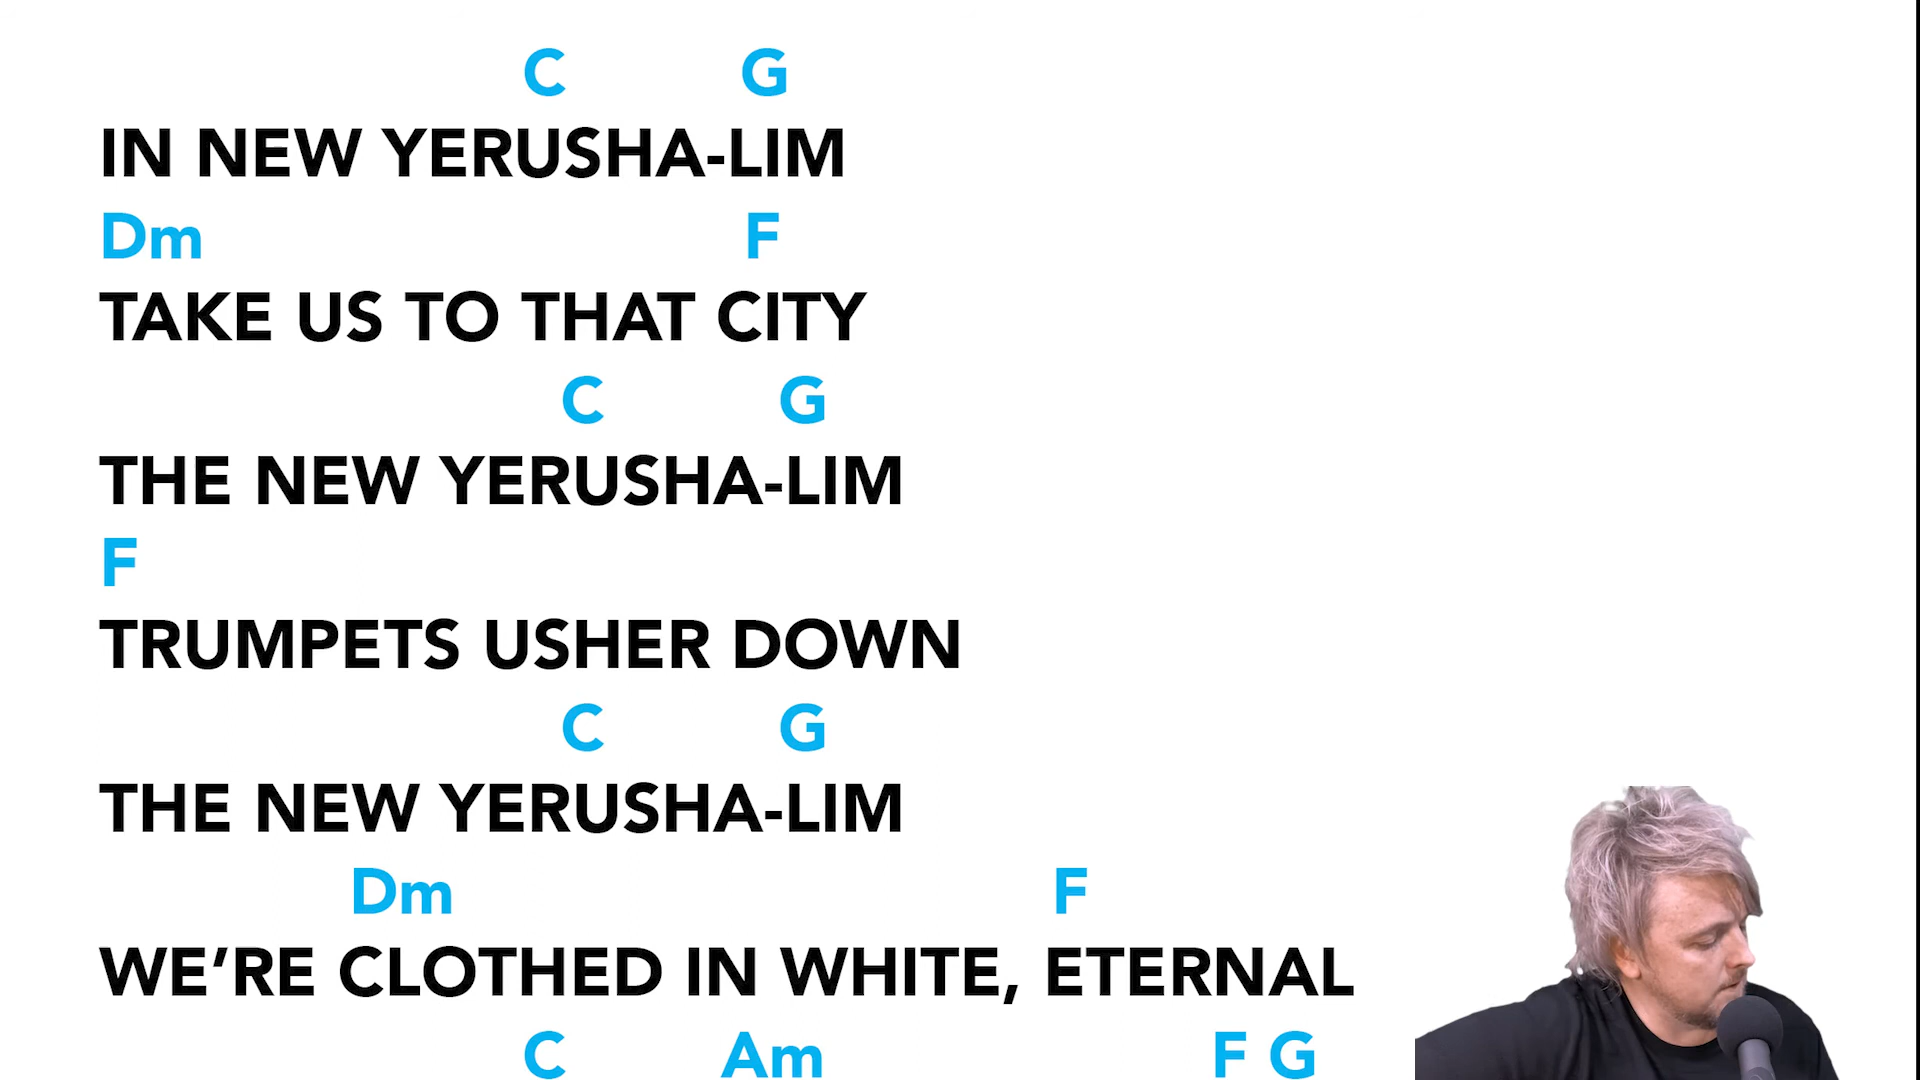 C G
IN NEW YERUSHA-LIM
Dm F
TAKE US TO THAT CITY
C G
THE NEW YERUSHA-LIM
F
TRUMPETS USHER DOWN
C G
THE NEW YERUSHA-LIM
Dm F
WE’RE CLOTHED IN WHITE, ETERNAL
C Am F G